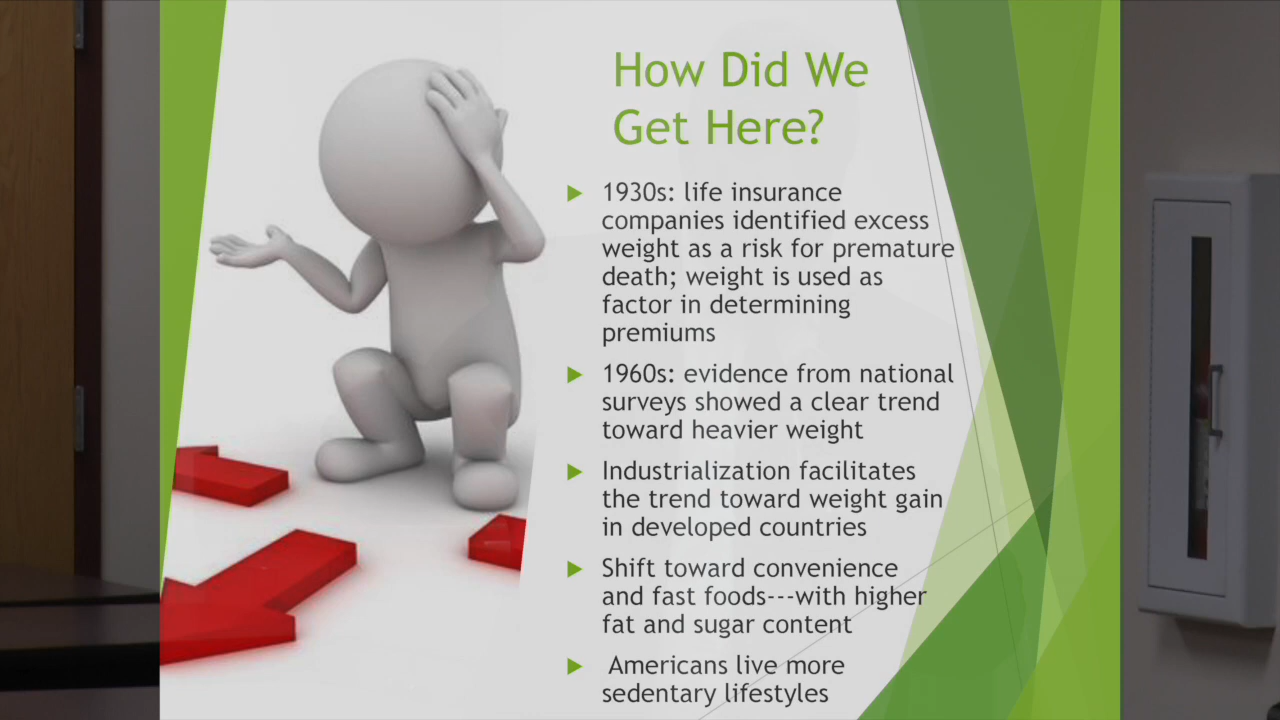 How Did We
Get Here?
1930s: life insurance
companies identified excess
weight as a risk for premature
death; weight is used as
factor in determining
premiums
1960s: evidence from national
surveys showed a clear trend
toward heavier weight
Industrialization facilitates
the trend toward weight gain
in developed countries
Shift toward convenience
and fast foods---with higher
fat and sugar content
Americans live more
sedentary lifestyles